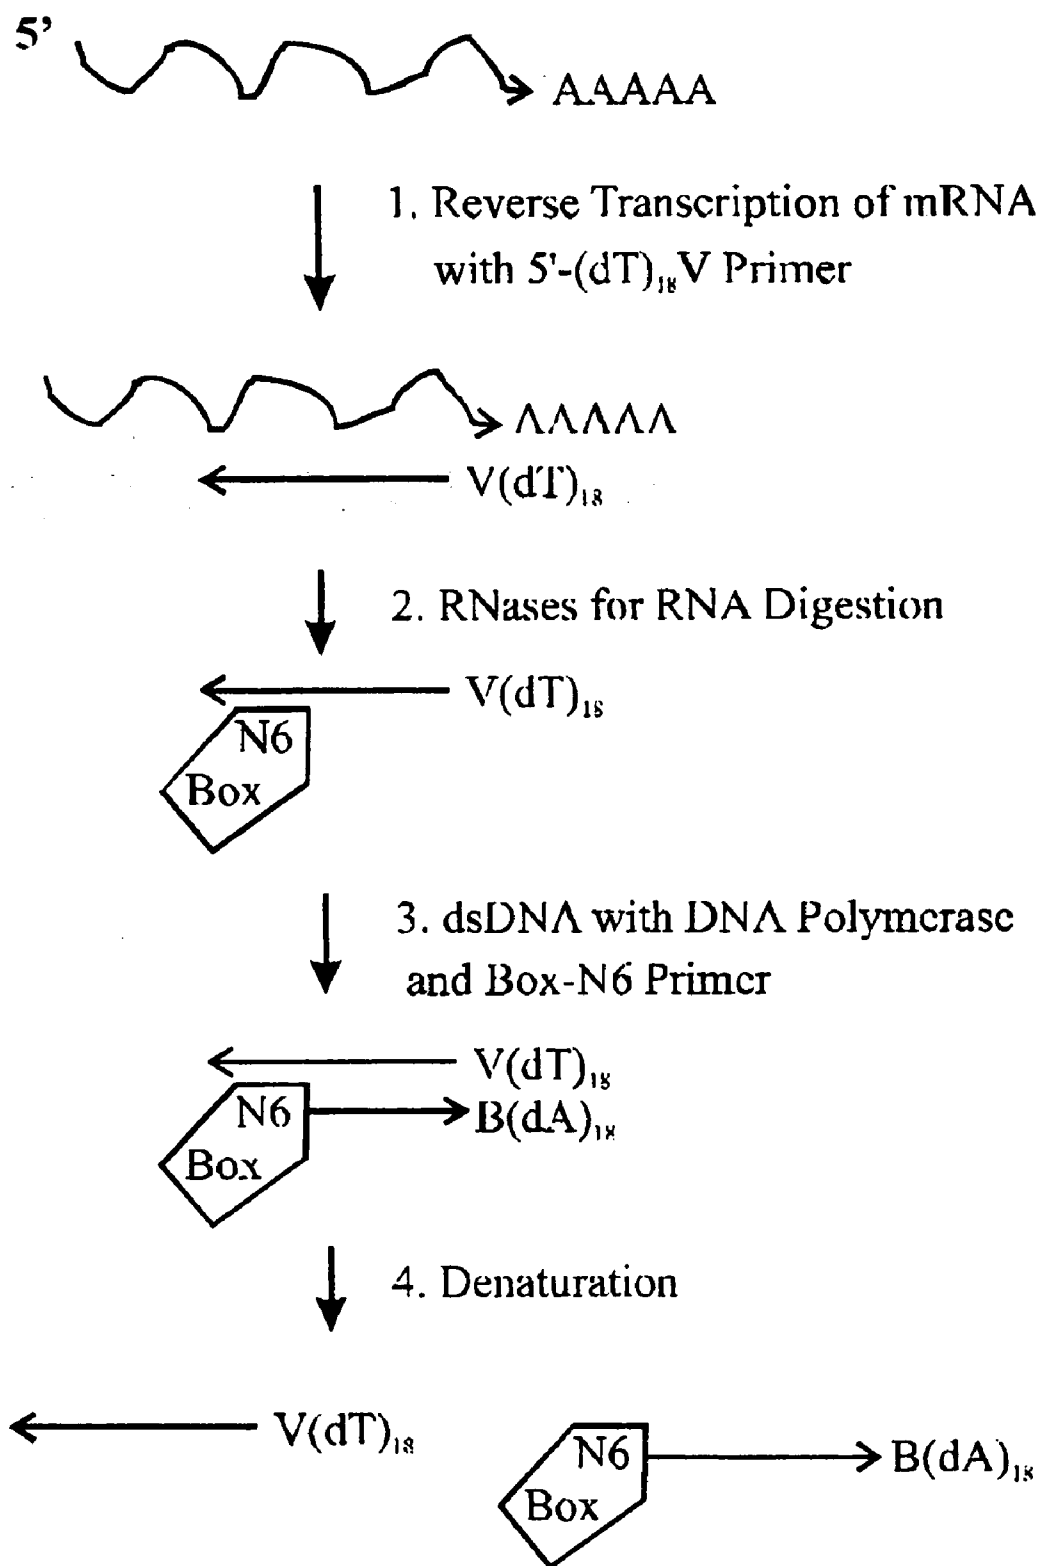 5’
AAAAA
1. Reverse Transcription of mRNA
with 5'-(dT)₁₈V Primer
AAAAA
V(dT)₁₈
2. RNases for RNA Digestion
V(dT)₁₈
N6
Box
3. dsDNA with DNA Polymerase
and Box-N6 Primer
V(dT)₁₈
N6
B(dA)₁₈
Box
4. Denaturation
V(dT)₁₈
N6
B(dA)₁₈
Box